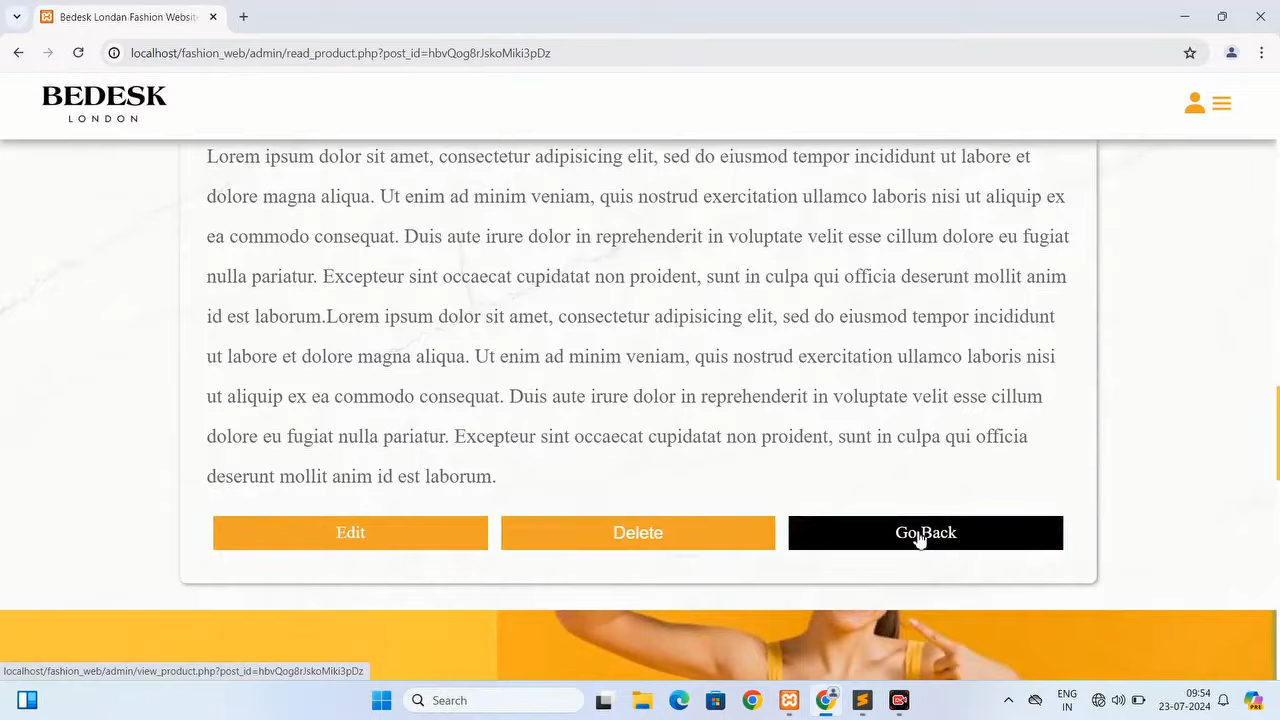 Bedesk Londan Fashion Websit
localhost/fashion_web/admin/read_product.php?post_id=hbvQog8rJskoMiki3pDz
BEDESK
LONDON
Lorem ipsum dolor sit amet, consectetur adipisicing elit, sed do eiusmod tempor incididunt ut labore et
dolore magna aliqua. Ut enim ad minim veniam, quis nostrud exercitation ullamco laboris nisi ut aliquip ex
ea commodo consequat. Duis aute irure dolor in reprehenderit in voluptate velit esse cillum dolore eu fugiat
nulla pariatur. Excepteur sint occaecat cupidatat non proident, sunt in culpa qui officia deserunt mollit anim
id est laborum.Lorem ipsum dolor sit amet, consectetur adipisicing elit, sed do eiusmod tempor incididunt
ut labore et dolore magna aliqua. Ut enim ad minim veniam, quis nostrud exercitation ullamco laboris nisi
ut aliquip ex ea commodo consequat. Duis aute irure dolor in reprehenderit in voluptate velit esse cillum
dolore eu fugiat nulla pariatur. Excepteur sint occaecat cupidatat non proident, sunt in culpa qui officia
deserunt mollit anim id est laborum.
Edit Delete Go Back
localhost/fashion_web/admin/view_product.php?post_id=hbvQog8rJskoMiki3pDz
Search
ENG 09:54
IN 23-07-2024
PRE